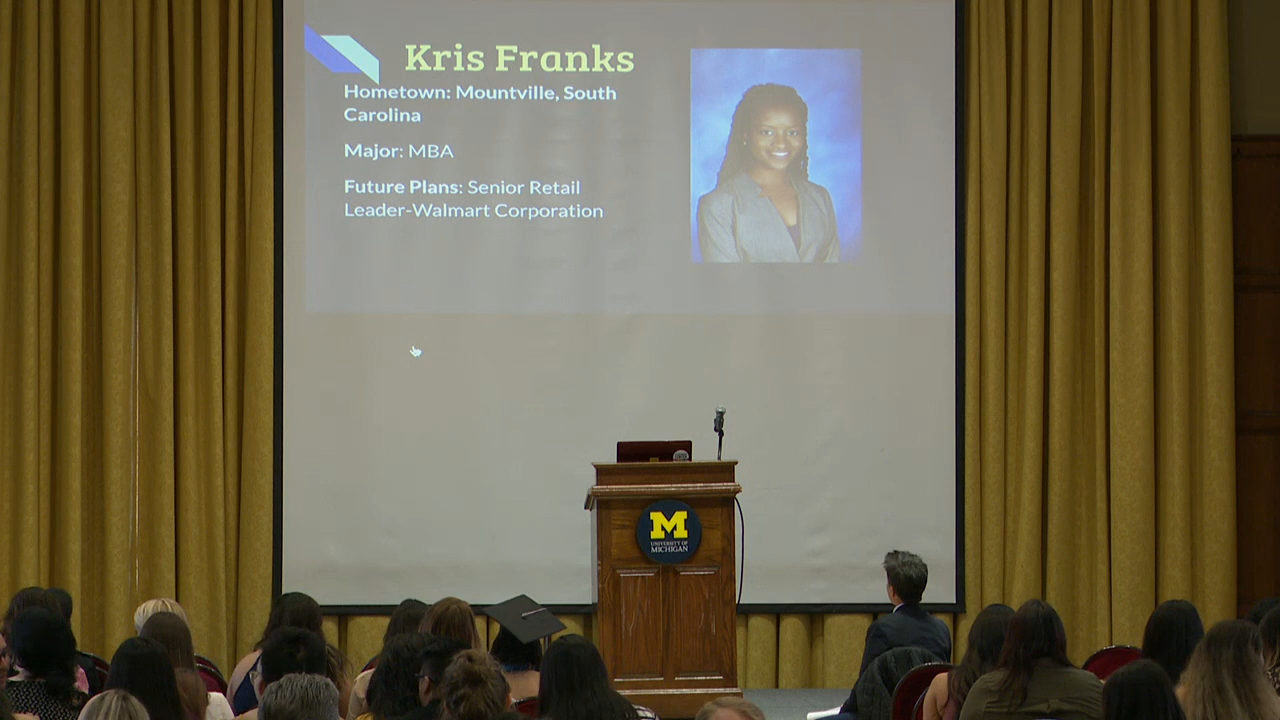 Kris Franks
Hometown: Mountville, South
Carolina
Major: MBA
Future Plans: Senior Retail
Leader-Walmart Corporation
M
UNIVERSITY OF
MICHIGAN